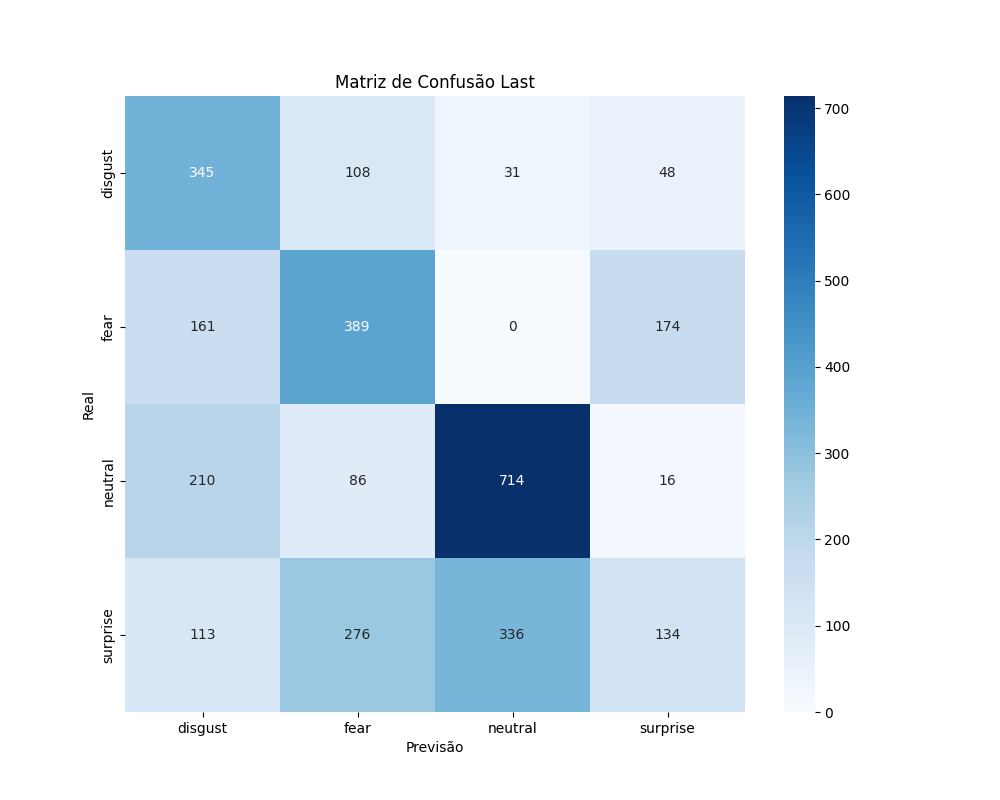 Matriz de Confusão Last
Real
disgust
345 108 31 48
fear
161 389 0 174
neutral
210 86 714 16
surprise
113 276 336 134
disgust fear neutral surprise
Previsão
700
600
500
400
300
200
100
0